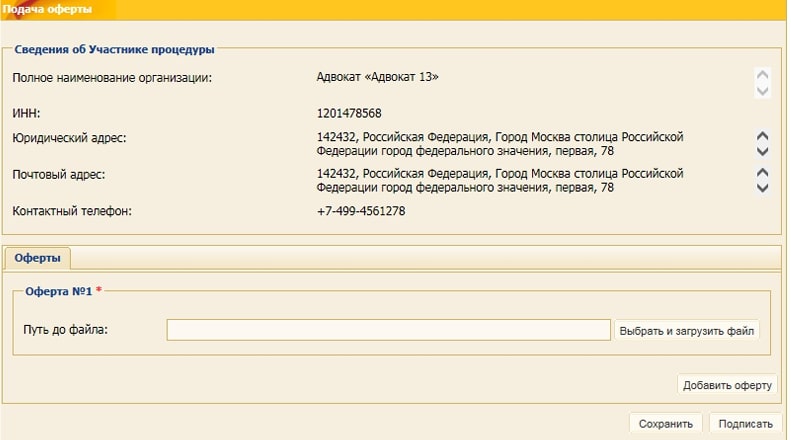 Подача оферты
Сведения об Участнике процедуры
Полное наименование организации: Адвокат «Адвокат 13»
ИНН: 1201478568
Юридический адрес: 142432, Российская Федерация, Город Москва столица Российской
Федерации город федерального значения, первая, 78
Почтовый адрес: 142432, Российская Федерация, Город Москва столица Российской
Федерации город федерального значения, первая, 78
Контактный телефон: +7-499-4561278
Оферты
Оферта №1 *
Путь до файла: Выбрать и загрузить файл
Добавить оферту
Сохранить Подписать